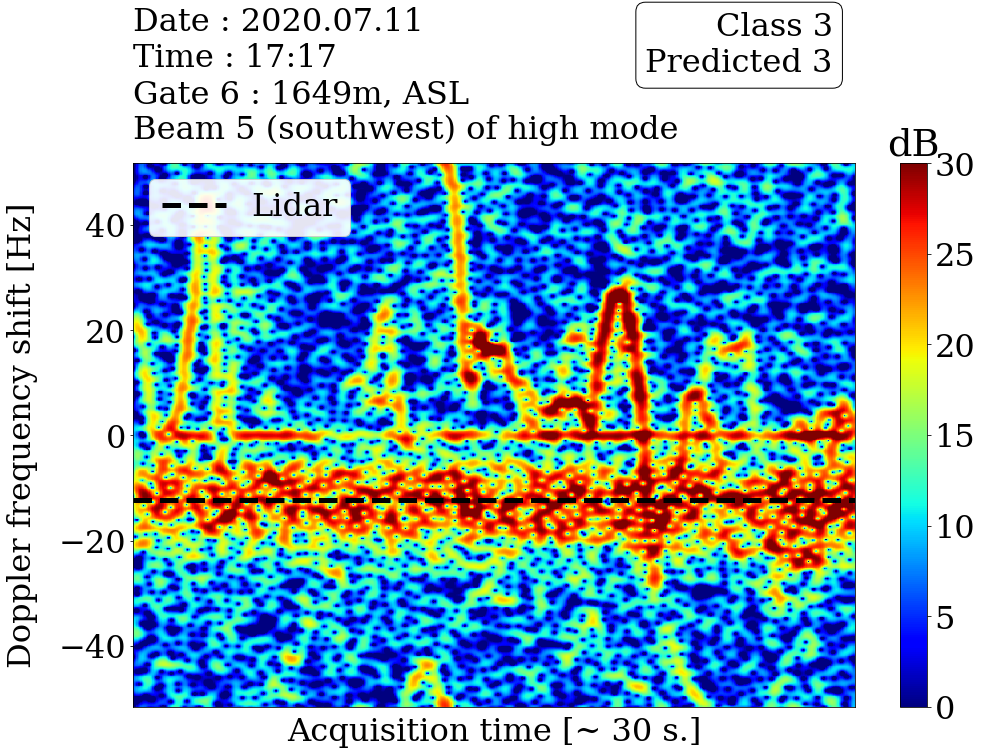 Date : 2020.07.11
Time : 17:17
Gate 6 : 1649m, ASL
Beam 5 (southwest) of high mode
Class 3
Predicted 3
dB
Lidar
Doppler frequency shift [Hz]
40
20
0
−20
−40
30
25
20
15
10
5
0
Acquisition time [~ 30 s.]